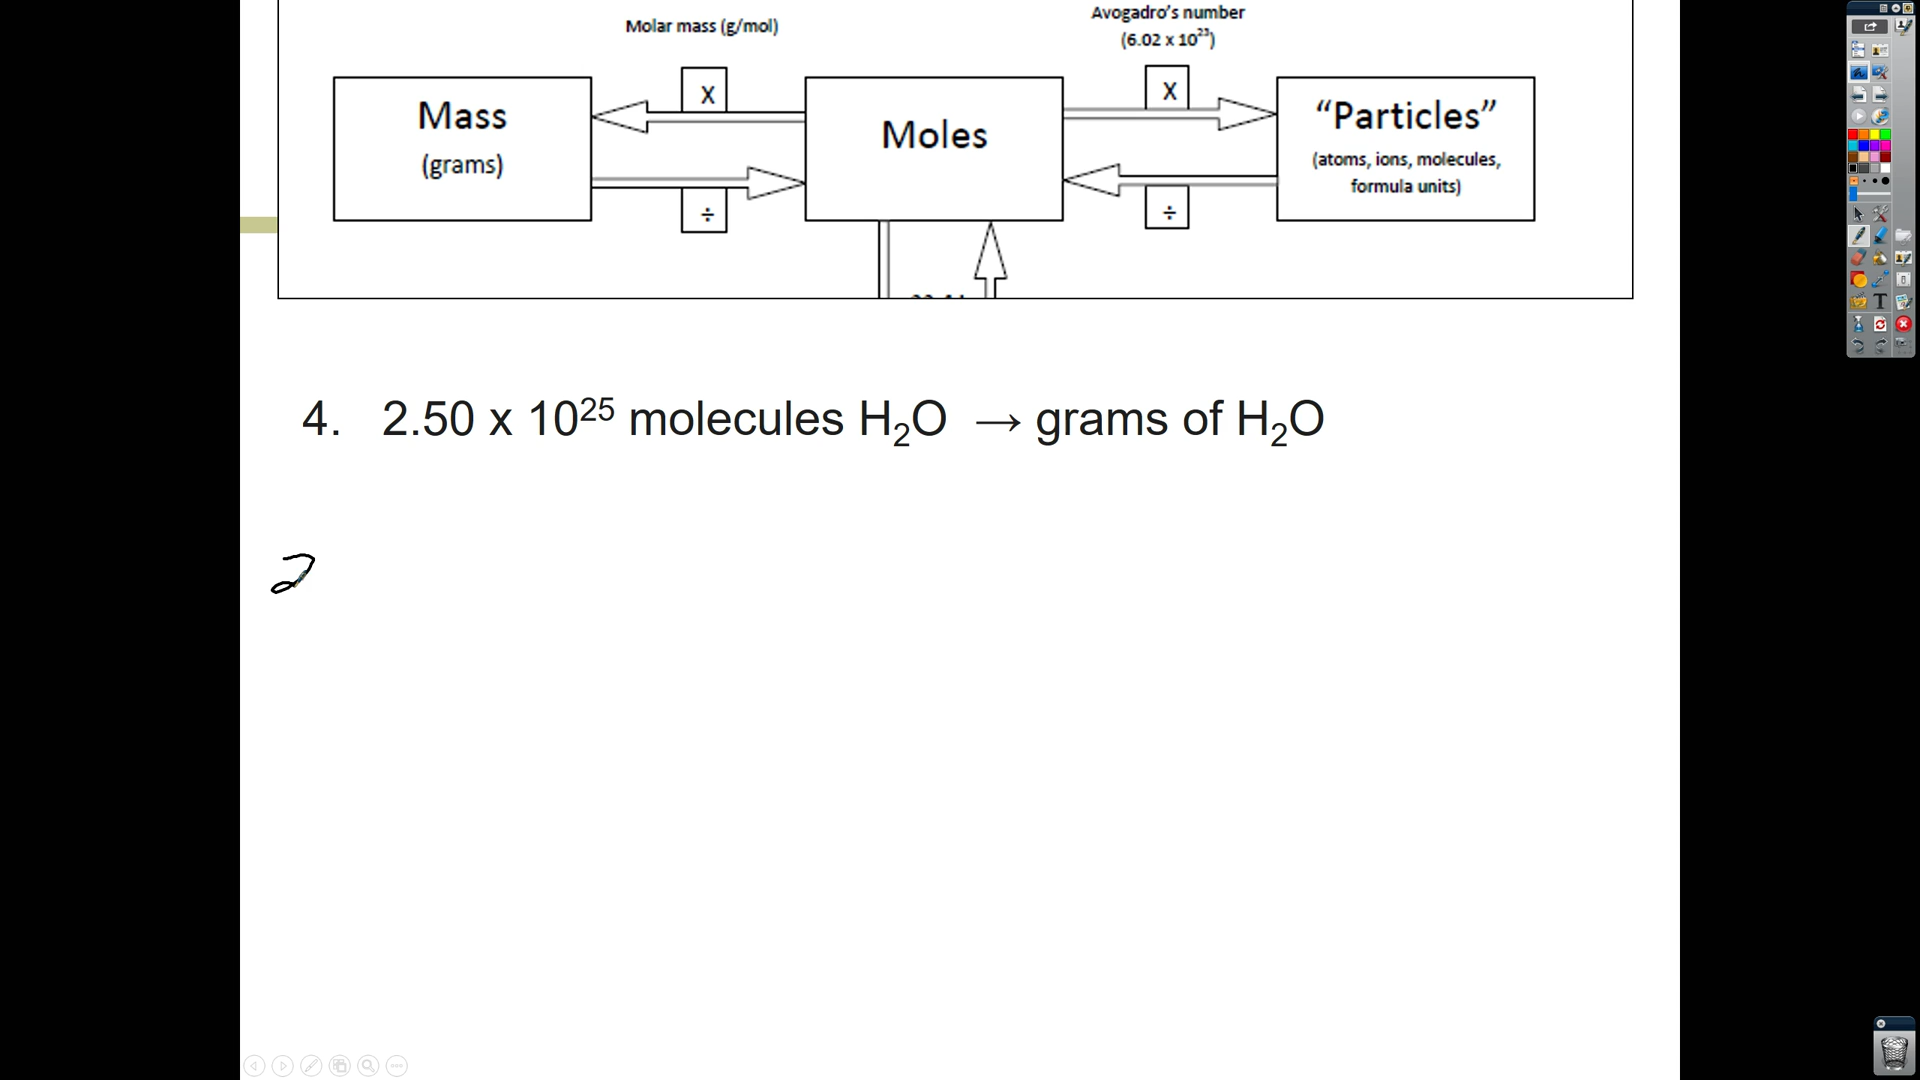 Molar mass (g/mol)
Avogadro’s number
(6.02 x 10²³)
Mass
(grams)
X
÷
Moles
X
÷
“Particles”
(atoms, ions, molecules,
formula units)
4. 2.50 x 10²⁵ molecules H₂O → grams of H₂O
2
T